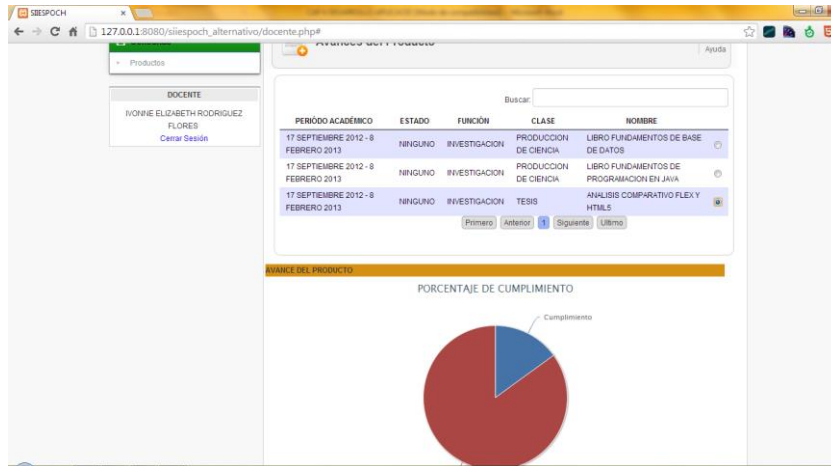 SIIESPOCH
127.0.0.1:8080/siiespoch_alternativo/docente.php#
Avances del Producto
Ayuda
Productos
DOCENTE
IVONNE ELIZABETH RODRIGUEZ
FLORES
Cerrar Sesión
Buscar:
PERIÓDO ACADÉMICO ESTADO FUNCIÓN CLASE NOMBRE
17 SEPTIEMBRE 2012 - 8
FEBRERO 2013
NINGUNO
INVESTIGACION
PRODUCCION
DE CIENCIA
LIBRO FUNDAMENTOS DE BASE
DE DATOS
17 SEPTIEMBRE 2012 - 8
FEBRERO 2013
NINGUNO
INVESTIGACION
PRODUCCION
DE CIENCIA
LIBRO FUNDAMENTOS DE
PROGRAMACION EN JAVA
17 SEPTIEMBRE 2012 - 8
FEBRERO 2013
NINGUNO
INVESTIGACION
TESIS
ANALISIS COMPARATIVO FLEX Y
HTML5
Primero Anterior 1 Siguiente Ultimo
AVANCE DEL PRODUCTO
PORCENTAJE DE CUMPLIMIENTO
Cumplimiento